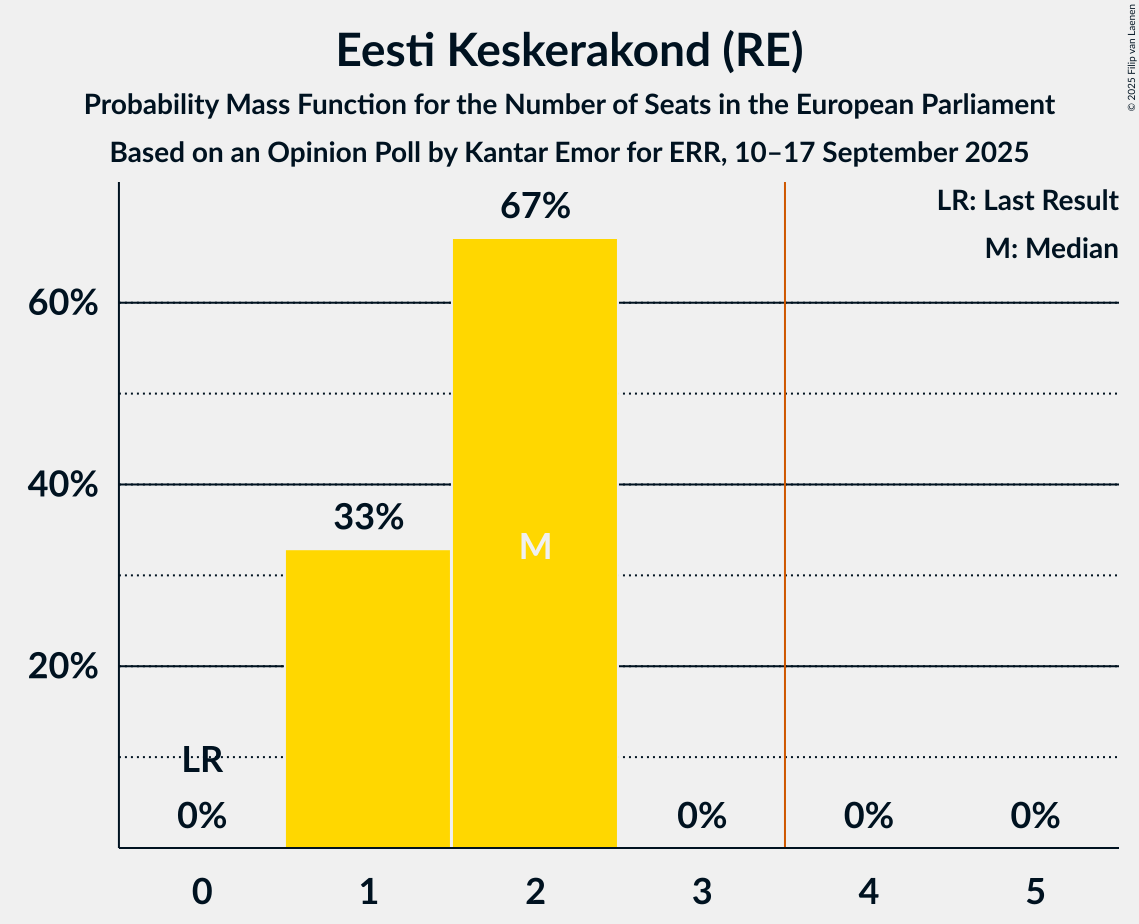 Eesti Keskerakond (RE)
Probability Mass Function for the Number of Seats in the European Parliament
Based on an Opinion Poll by Kantar Emor for ERR, 10–17 September 2025
© 2025 Filip van Laenen
LR: Last Result
M: Median
67%
60%
40%
33%
M
20%
LR
0%
0%
0%
0%
0
1
2
3
4
5